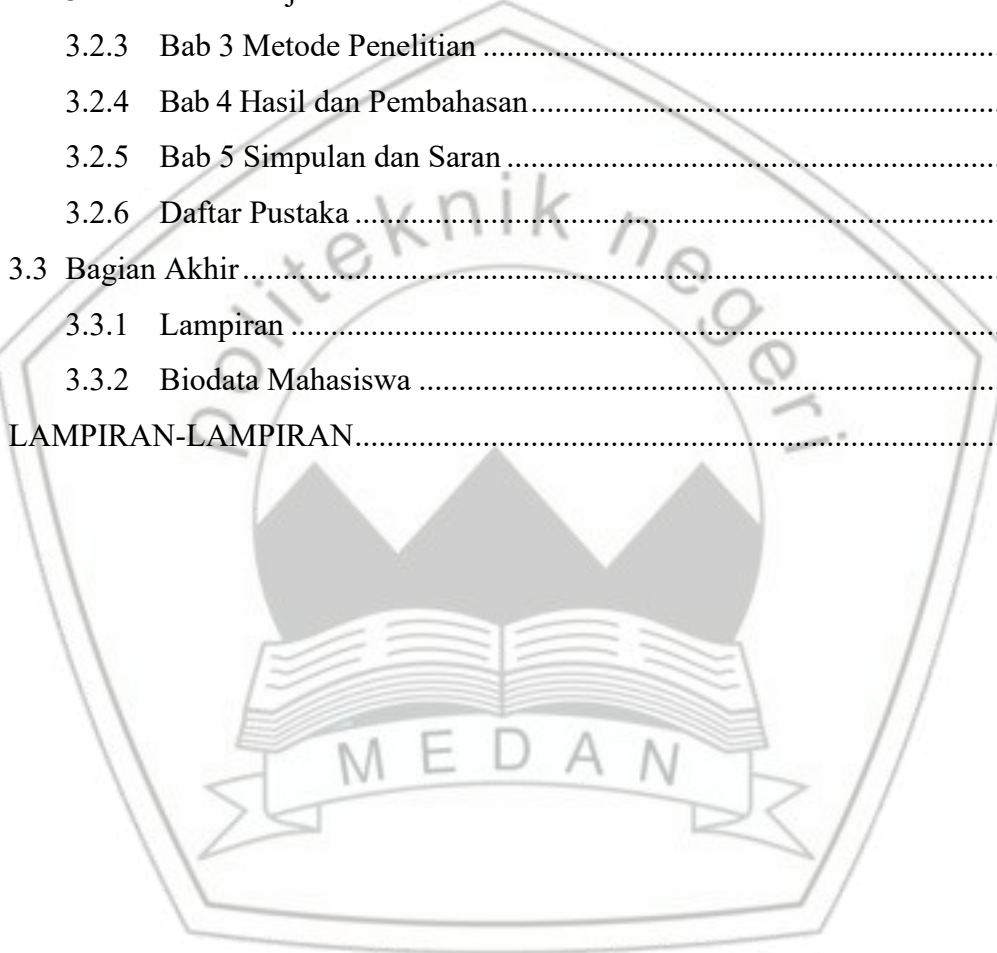 3.2.3 Bab 3 Metode Penelitian ...............................................................
3.2.4 Bab 4 Hasil dan Pembahasan...............................................................
3.2.5 Bab 5 Simpulan dan Saran ...............................................................
3.2.6 Daftar Pustaka ...............................................................
3.3 Bagian Akhir...............................................................
3.3.1 Lampiran ...............................................................
3.3.2 Biodata Mahasiswa ...............................................................
LAMPIRAN-LAMPIRAN...............................................................
politeknik negeri
MEDAN